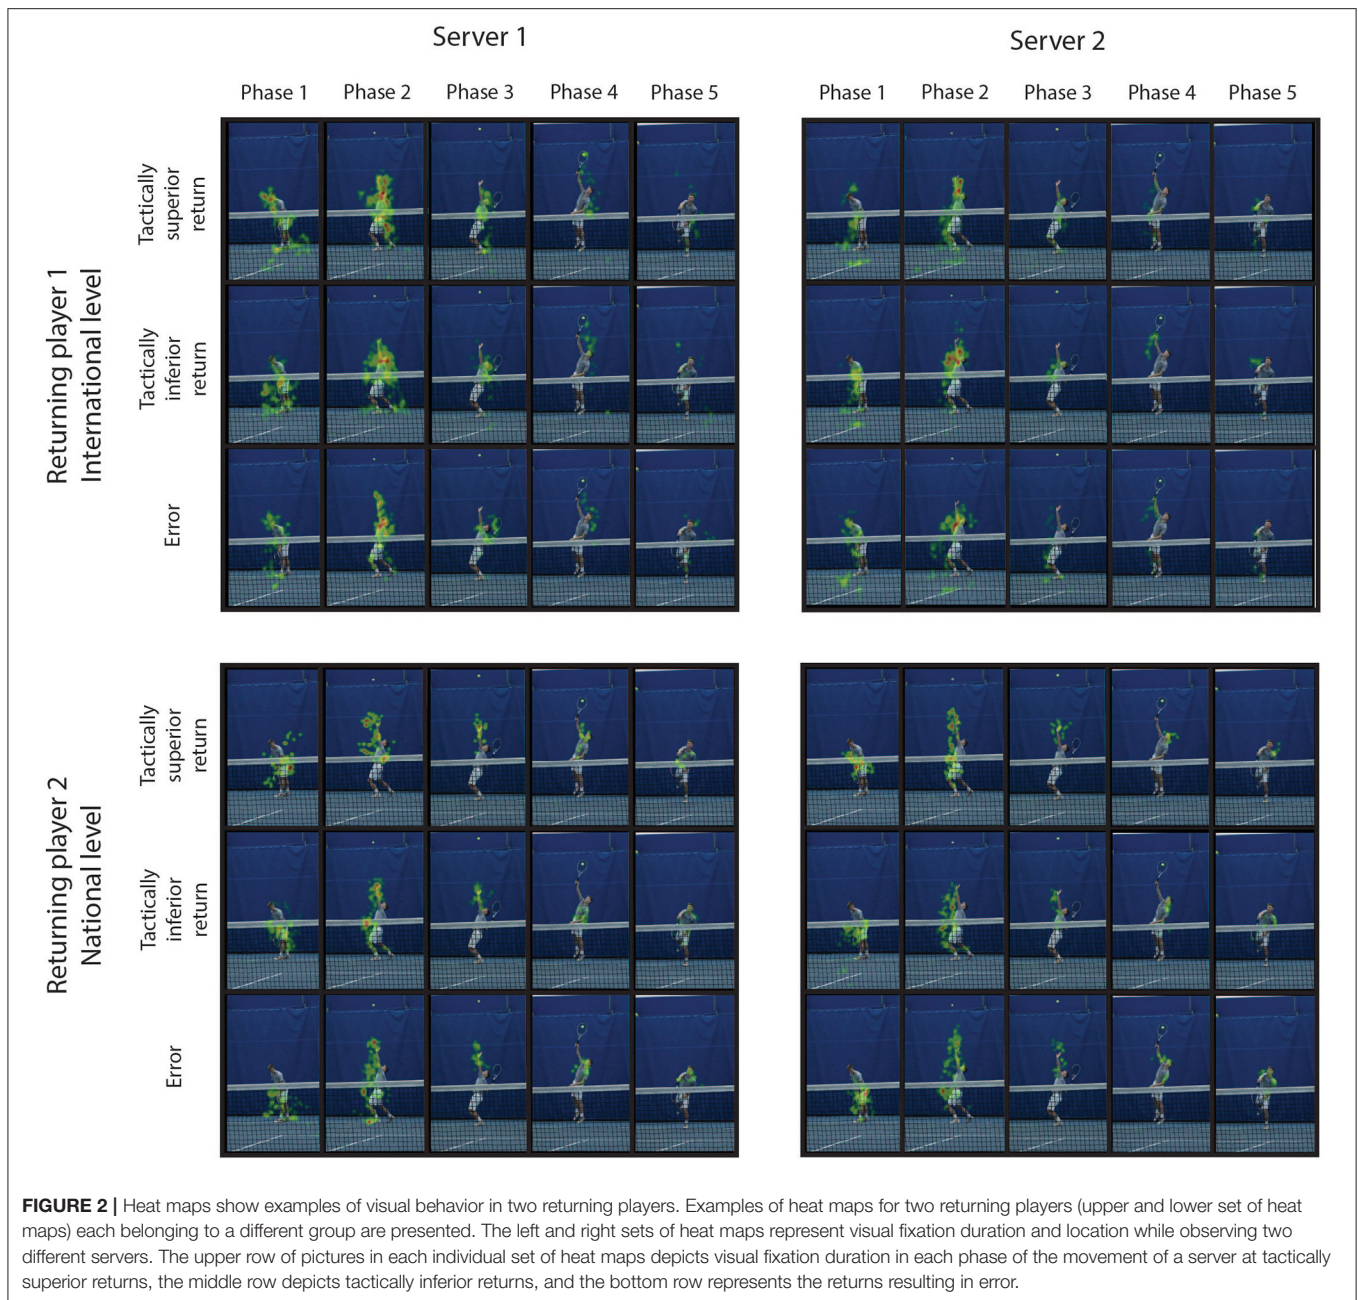 Server 1
Server 2
Phase 1
Phase 2
Phase 3
Phase 4
Phase 5
Phase 1
Phase 2
Phase 3
Phase 4
Phase 5
Returning player 1
International level
Tactically
superior
return
Tactically
inferior
return
Error
Returning player 2
National level
Tactically
superior
return
Tactically
inferior
return
Error
FIGURE 2 | Heat maps show examples of visual behavior in two returning players. Examples of heat maps for two returning players (upper and lower set of heat
maps) each belonging to a different group are presented. The left and right sets of heat maps represent visual fixation duration and location while observing two
different servers. The upper row of pictures in each individual set of heat maps depicts visual fixation duration in each phase of the movement of a server at tactically
superior returns, the middle row depicts tactically inferior returns, and the bottom row represents the returns resulting in error.